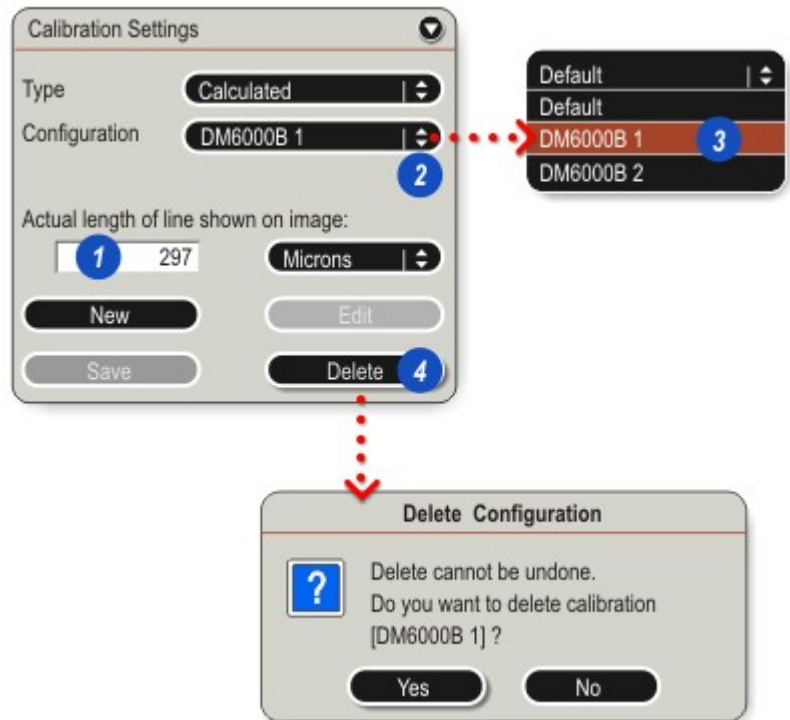 Calibration Settings
Type
Calculated
Configuration
DM6000B 1
2
Actual length of line shown on image:
1
297
Microns
New
Edit
Save
Delete
4
Default
Default
DM6000B 1
3
DM6000B 2
Delete Configuration
?
Delete cannot be undone.
Do you want to delete calibration
[DM6000B 1] ?
Yes
No